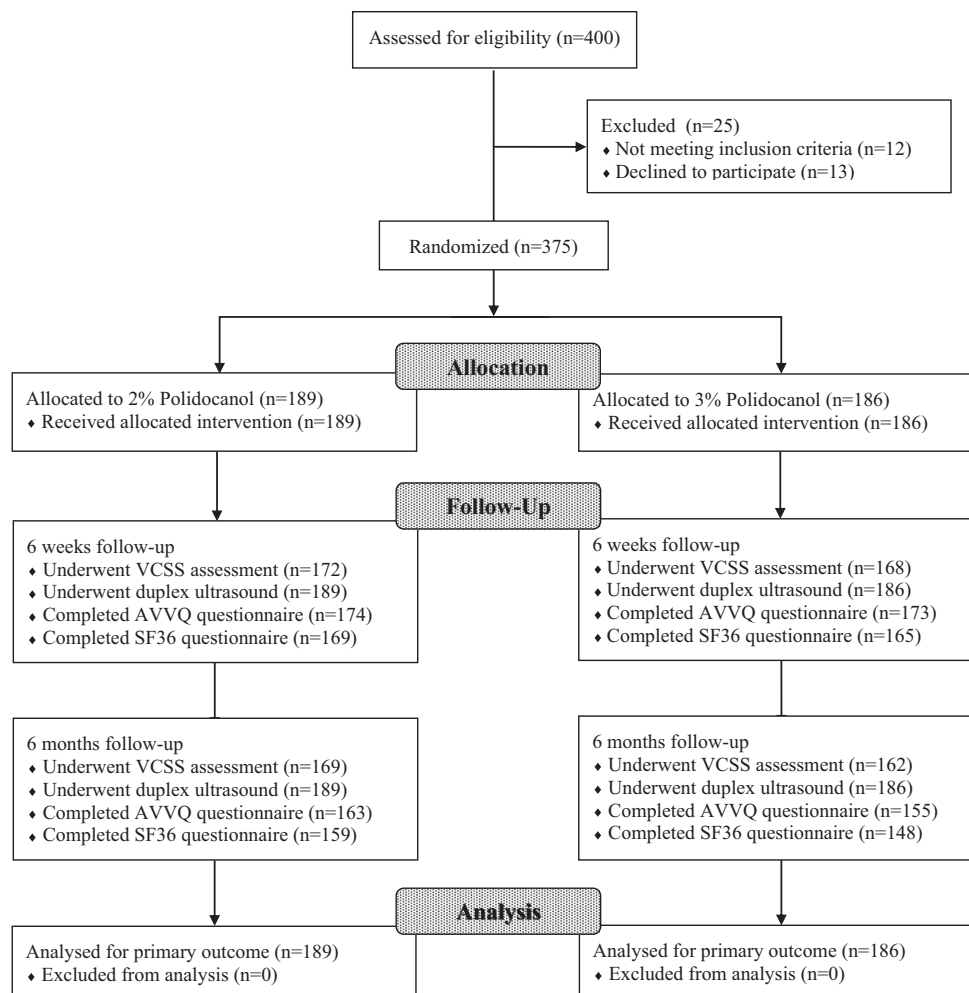 Assessed for eligibility (n=400)
Excluded (n=25)
♦ Not meeting inclusion criteria (n=12)
♦ Declined to participate (n=13)
Randomized (n=375)
Allocation
Allocated to 2% Polidocanol (n=189)
♦ Received allocated intervention (n=189)
Allocated to 3% Polidocanol (n=186)
♦ Received allocated intervention (n=186)
Follow-Up
6 weeks follow-up
♦ Underwent VCSS assessment (n=172)
♦ Underwent duplex ultrasound (n=189)
♦ Completed AVVQ questionnaire (n=174)
♦ Completed SF36 questionnaire (n=169)
6 weeks follow-up
♦ Underwent VCSS assessment (n=168)
♦ Underwent duplex ultrasound (n=186)
♦ Completed AVVQ questionnaire (n=173)
♦ Completed SF36 questionnaire (n=165)
6 months follow-up
♦ Underwent VCSS assessment (n=169)
♦ Underwent duplex ultrasound (n=189)
♦ Completed AVVQ questionnaire (n=163)
♦ Completed SF36 questionnaire (n=159)
6 months follow-up
♦ Underwent VCSS assessment (n=162)
♦ Underwent duplex ultrasound (n=186)
♦ Completed AVVQ questionnaire (n=155)
♦ Completed SF36 questionnaire (n=148)
Analysis
Analysed for primary outcome (n=189)
♦ Excluded from analysis (n=0)
Analysed for primary outcome (n=186)
♦ Excluded from analysis (n=0)